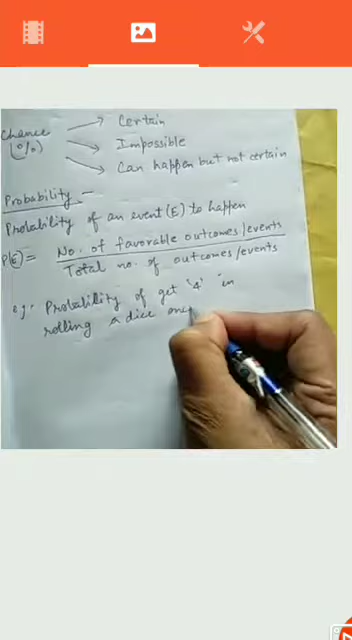 Chance
(%)
→ Certain
→ Impossible
→ Can happen but not certain
Probability -
Probability of an event (E) to happen
P(E) = No. of favorable outcomes/events
Total no. of outcomes/events
eg:- Probability of get '4' in
rolling a dice